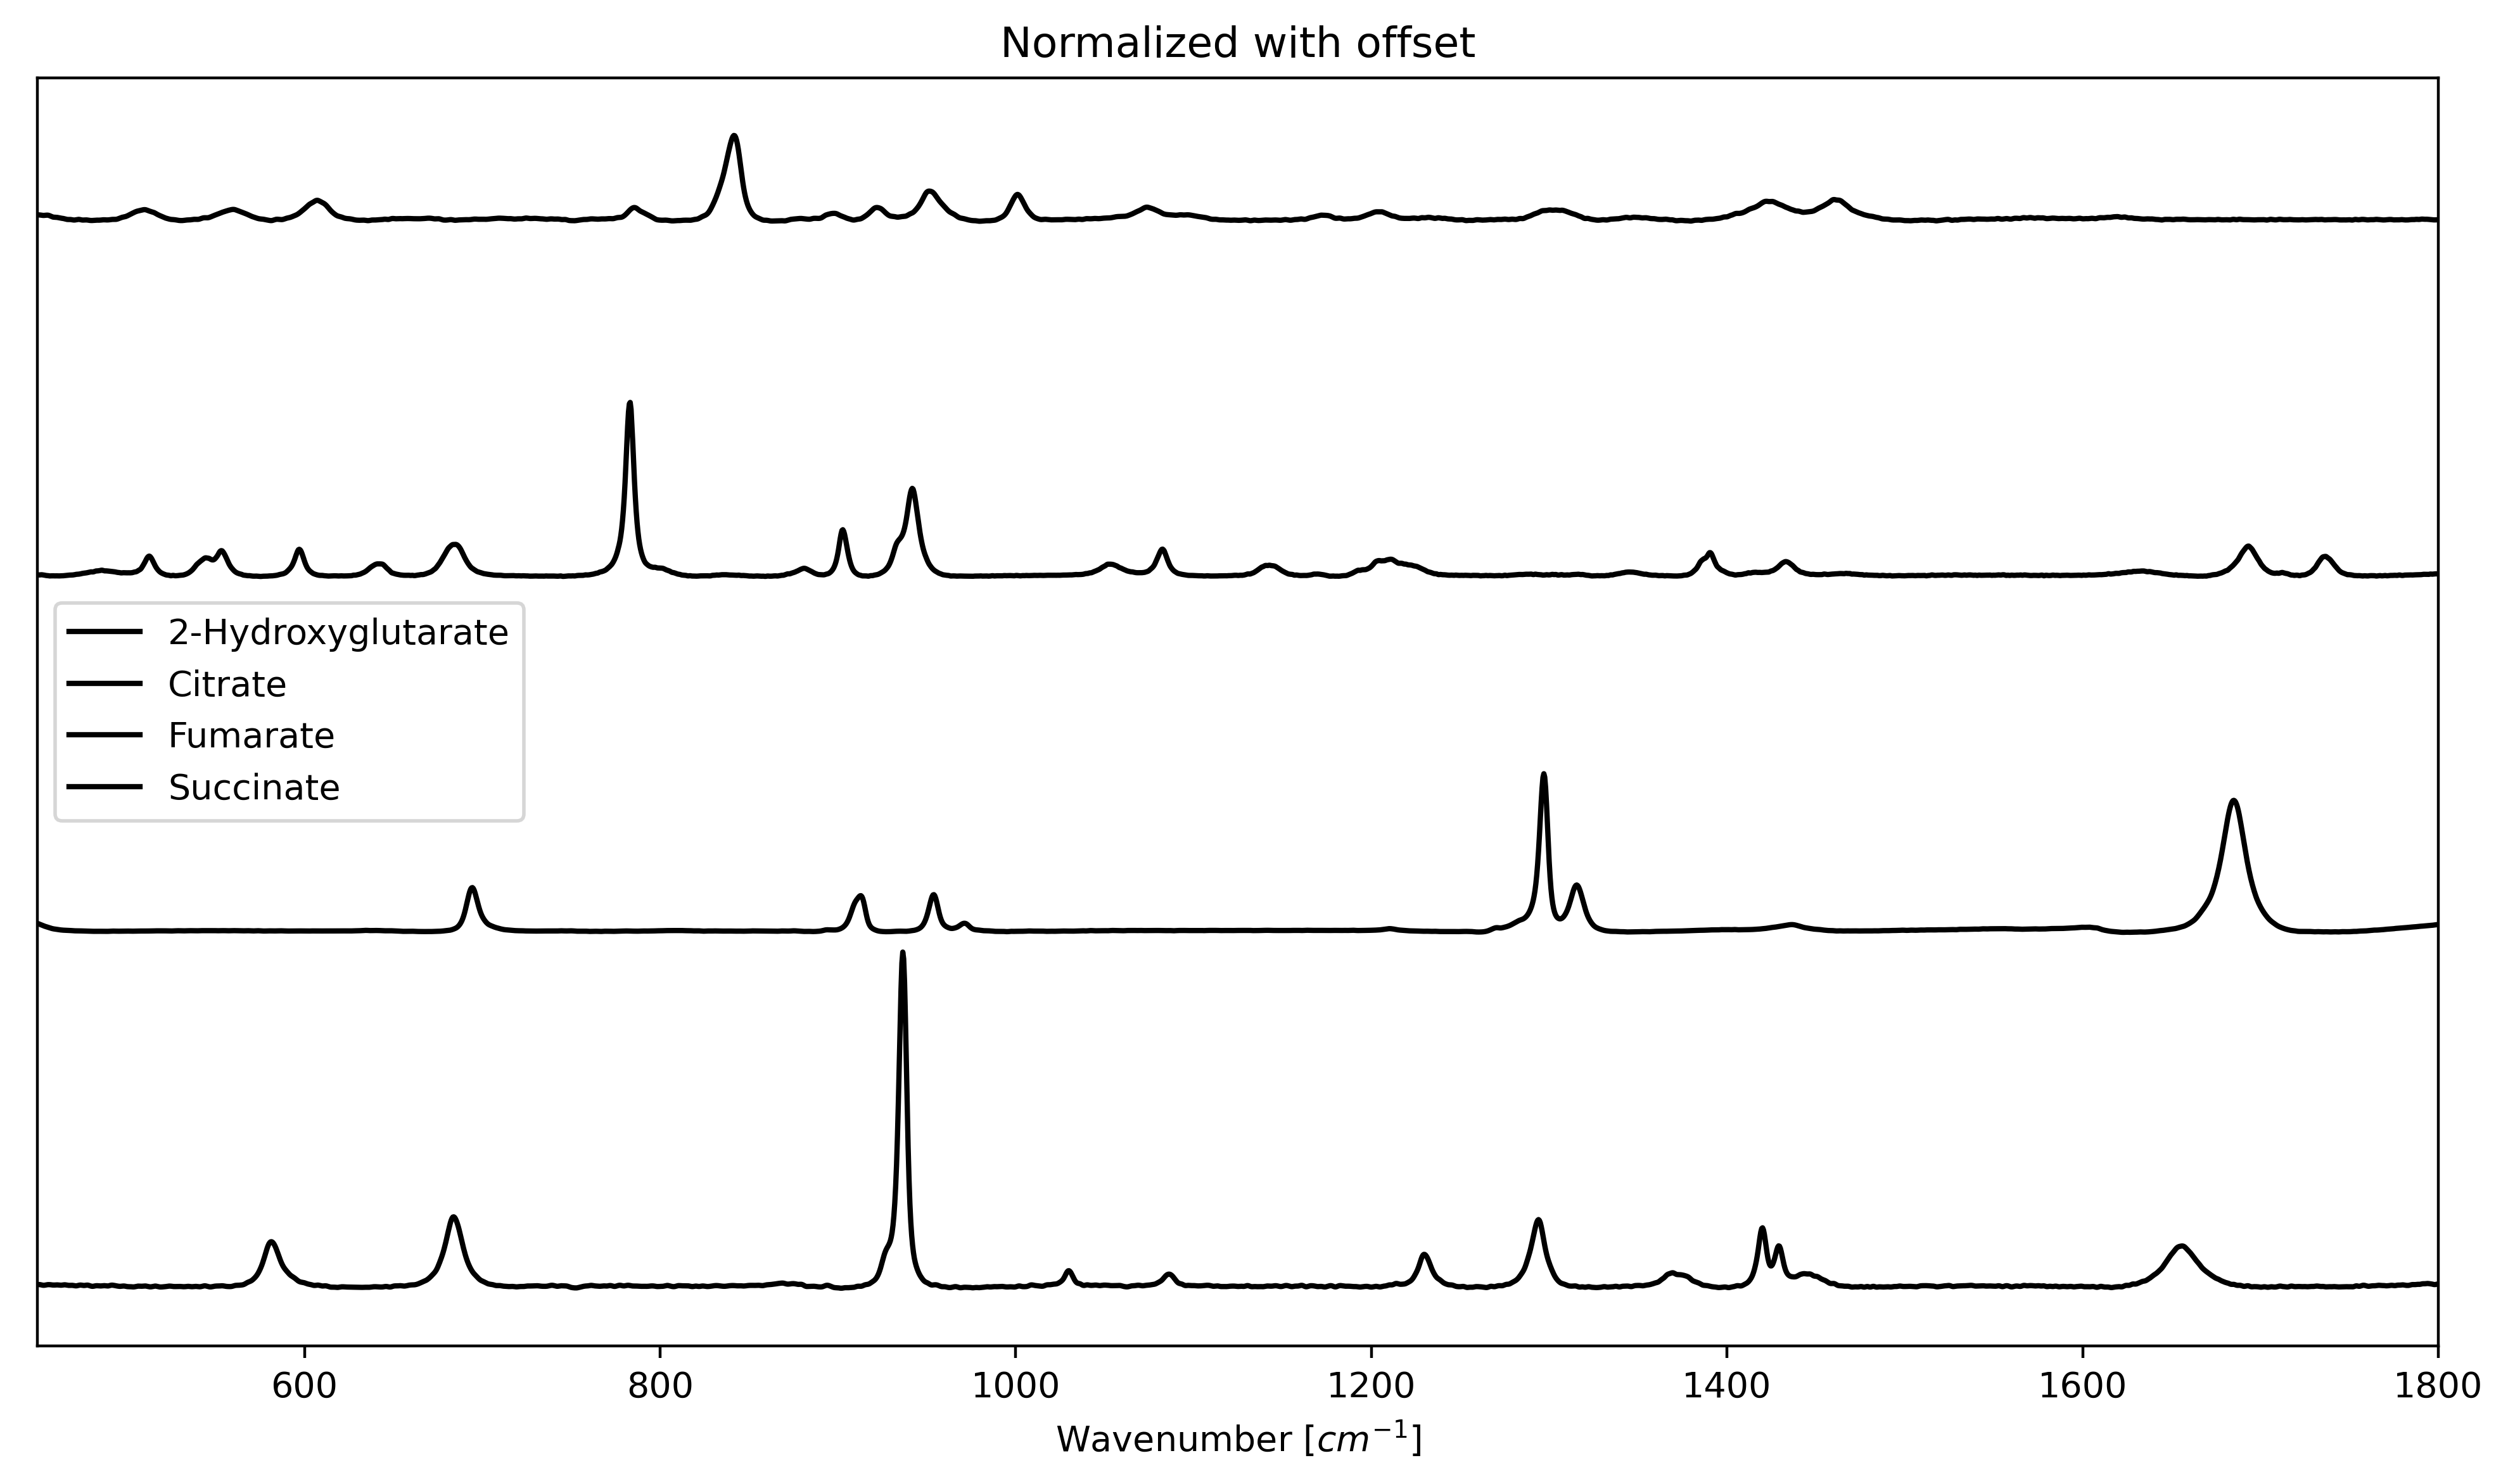 Normalized with offset
2-Hydroxyglutarate
Citrate
Fumarate
Succinate
600 800 1000 1200 1400 1600 1800
Wavenumber [cm⁻¹]